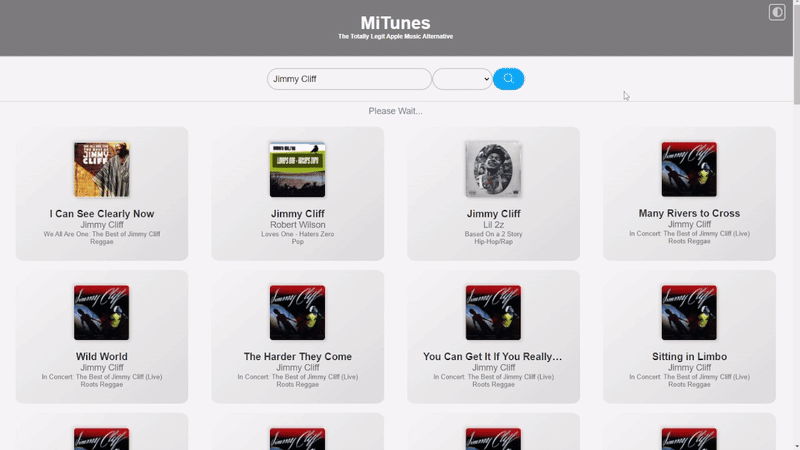 MiTunes
The Totally Legit Apple Music Alternative
Jimmy Cliff
Please Wait...
I Can See Clearly Now
Jimmy Cliff
We All Are One: The Best of Jimmy Cliff
Reggae
Jimmy Cliff
Robert Wilson
Loves One - Haters Zero
Pop
Jimmy Cliff
Lil 2z
Based On a 2 Story
Hip-Hop/Rap
Many Rivers to Cross
Jimmy Cliff
In Concert: The Best of Jimmy Cliff (Live)
Roots Reggae
Wild World
Jimmy Cliff
In Concert: The Best of Jimmy Cliff (Live)
Roots Reggae
The Harder They Come
Jimmy Cliff
In Concert: The Best of Jimmy Cliff (Live)
Roots Reggae
You Can Get It If You Really...
Jimmy Cliff
In Concert: The Best of Jimmy Cliff (Live)
Roots Reggae
Sitting in Limbo
Jimmy Cliff
In Concert: The Best of Jimmy Cliff (Live)
Roots Reggae